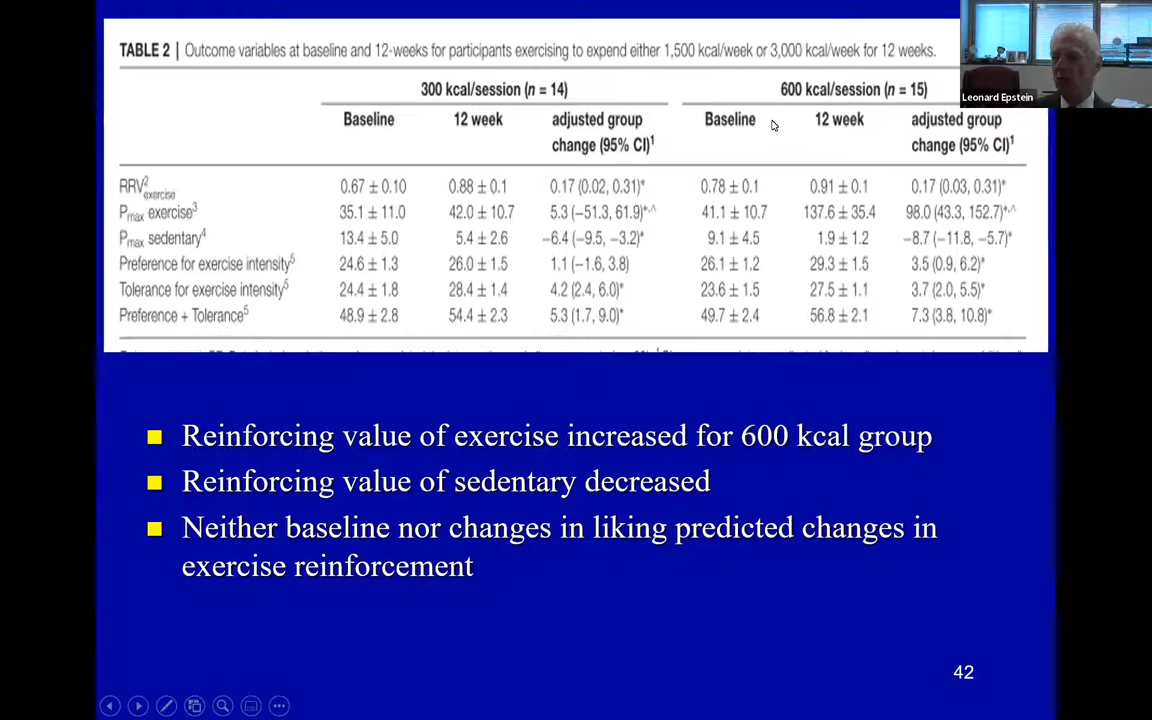 TABLE 2 | Outcome variables at baseline and 12-weeks for participants exercising to expend either 1,500 kcal/week or 3,000 kcal/week for 12 weeks.
Leonard Epstein
300 kcal/session (n = 14) 600 kcal/session (n = 15)
Baseline 12 week adjusted group change (95% CI)¹ Baseline 12 week adjusted group change (95% CI)¹
RRV²exercise 0.67 ± 0.10 0.88 ± 0.1 0.17 (0.02, 0.31)* 0.78 ± 0.1 0.91 ± 0.1 0.17 (0.03, 0.31)*
Pmax exercise³ 35.1 ± 11.0 42.0 ± 10.7 5.3 (−51.3, 61.9)*,^ 41.1 ± 10.7 137.6 ± 35.4 98.0 (43.3, 152.7)*,^
Pmax sedentary⁴ 13.4 ± 5.0 5.4 ± 2.6 −6.4 (−9.5, −3.2)* 9.1 ± 4.5 1.9 ± 1.2 −8.7 (−11.8, −5.7)*
Preference for exercise intensity⁵ 24.6 ± 1.3 26.0 ± 1.5 1.1 (−1.6, 3.8) 26.1 ± 1.2 29.3 ± 1.5 3.5 (0.9, 6.2)*
Tolerance for exercise intensity⁵ 24.4 ± 1.8 28.4 ± 1.4 4.2 (2.4, 6.0)* 23.6 ± 1.5 27.5 ± 1.1 3.7 (2.0, 5.5)*
Preference + Tolerance⁵ 48.9 ± 2.8 54.4 ± 2.3 5.3 (1.7, 9.0)* 49.7 ± 2.4 56.8 ± 2.1 7.3 (3.8, 10.8)*
Reinforcing value of exercise increased for 600 kcal group
Reinforcing value of sedentary decreased
Neither baseline nor changes in liking predicted changes in
exercise reinforcement
42